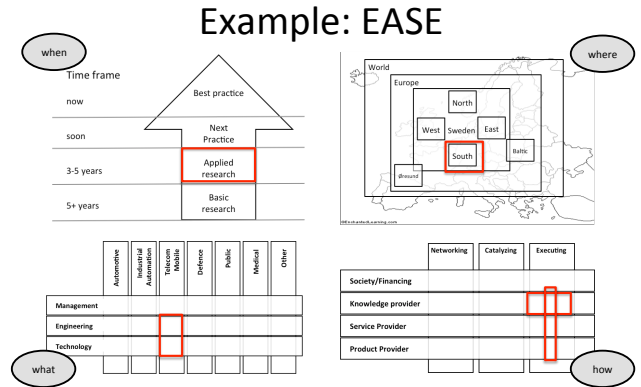 Example: EASE
when
Time frame
now
soon
3-5 years
5+ years
Best practice
Next
Practice
Applied
research
Basic
research
where
World
Europe
North
West
Sweden
East
South
Baltic
Øresund
©EnchantedLearning.com
Automotive
Industrial
Automation
Telecom
Mobile
Defence
Public
Medical
Other
Management
Engineering
Technology
what
Networking
Catalyzing
Executing
Society/Financing
Knowledge provider
Service Provider
Product Provider
how